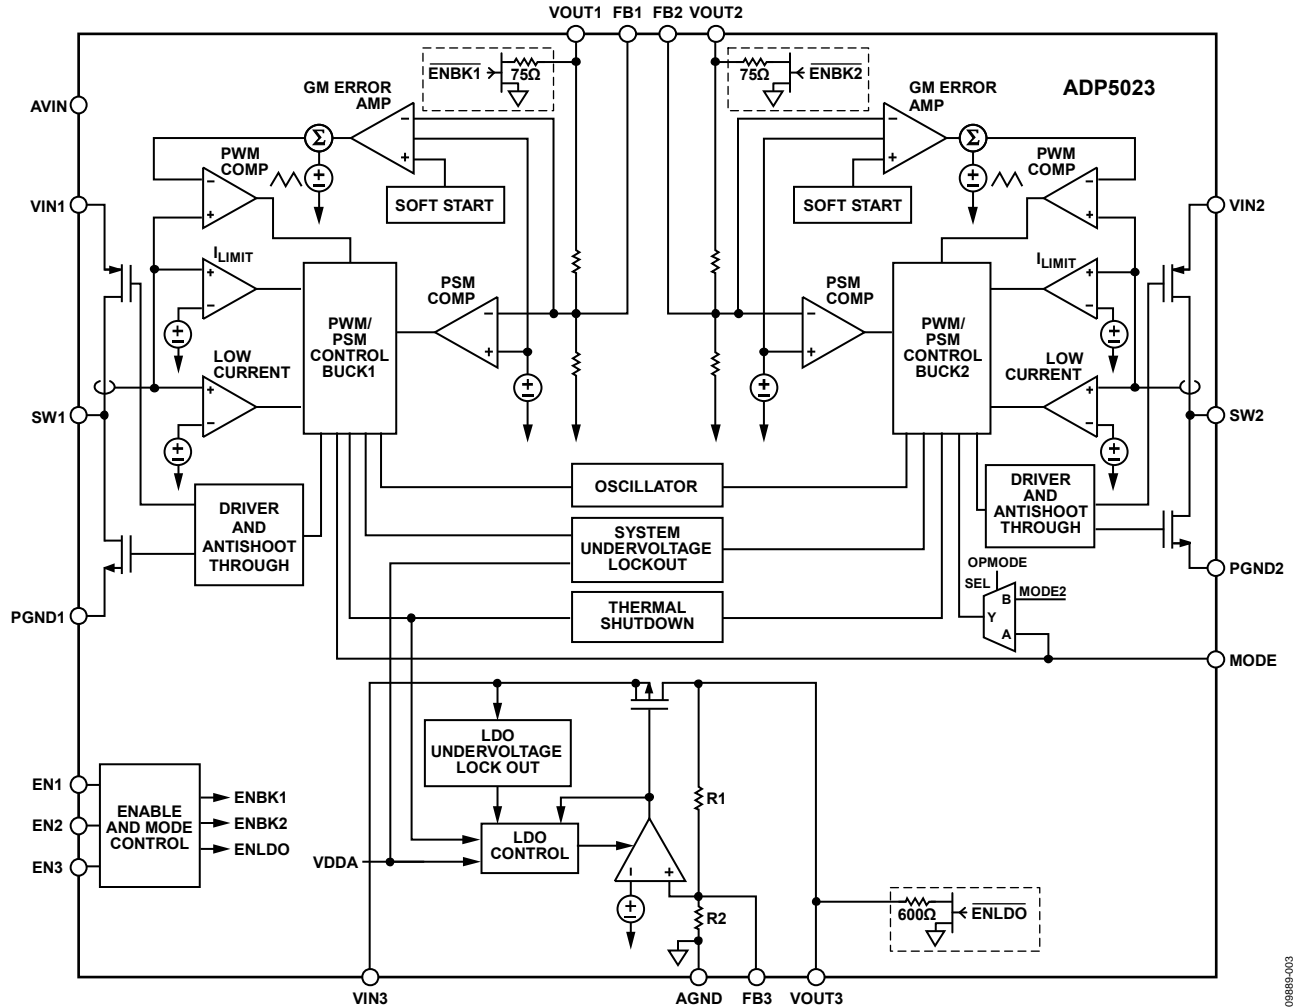 VOUT1 FB1 FB2 VOUT2
ENBK1
75Ω
75Ω
ENBK2
ADP5023
AVIN
GM ERROR
AMP
GM ERROR
AMP
PWM
COMP
Σ
Σ
PWM
COMP
SOFT START
SOFT START
VIN1
VIN2
ILIMIT
ILIMIT
PSM
COMP
PSM
COMP
PWM/
PSM
CONTROL
BUCK1
PWM/
PSM
CONTROL
BUCK2
LOW
CURRENT
LOW
CURRENT
SW1
SW2
OSCILLATOR
DRIVER
AND
ANTISHOOT
THROUGH
DRIVER
AND
ANTISHOOT
THROUGH
SYSTEM
UNDERVOLTAGE
LOCKOUT
OPMODE
SEL
B
MODE2
Y
A
PGND2
THERMAL
SHUTDOWN
PGND1
MODE
LDO
UNDERVOLTAGE
LOCK OUT
EN1
EN2
EN3
ENABLE
AND MODE
CONTROL
ENBK1
ENBK2
ENLDO
R1
LDO
CONTROL
VDDA
R2
600Ω
ENLDO
VIN3
AGND
FB3
VOUT3
09889-003